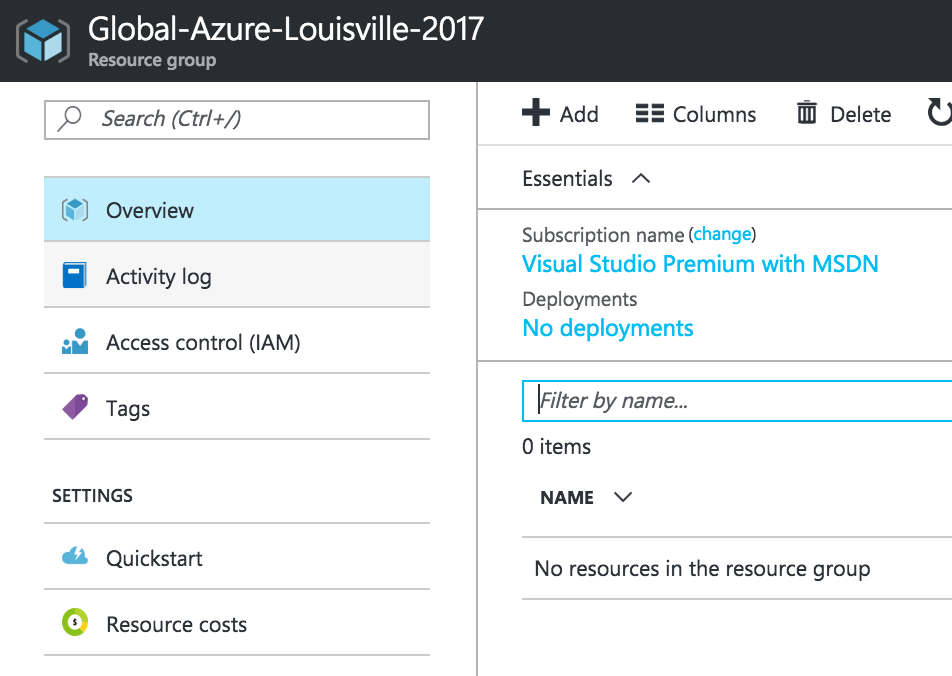 Global-Azure-Louisville-2017
Resource group
Search (Ctrl+/)
Overview
Activity log
Access control (IAM)
Tags
SETTINGS
Quickstart
Resource costs
Add
Columns
Delete
Essentials
Subscription name (change)
Visual Studio Premium with MSDN
Deployments
No deployments
Filter by name...
0 items
NAME
No resources in the resource group